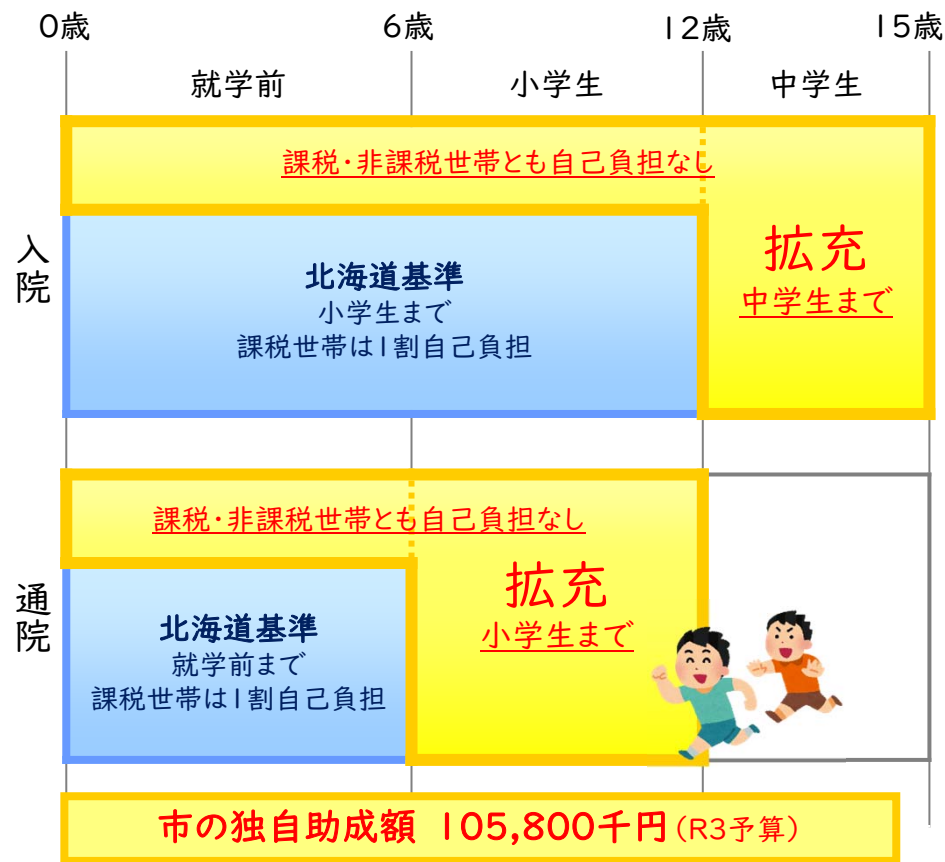 0歳 6歳 12歳 15歳
就学前 小学生 中学生
課税・非課税世帯とも自己負担なし
入院
北海道基準
小学生まで
課税世帯は1割自己負担
拡充
中学生まで
課税・非課税世帯とも自己負担なし
通院
北海道基準
就学前まで
課税世帯は1割自己負担
拡充
小学生まで
市の独自助成額 105,800千円(R3予算)